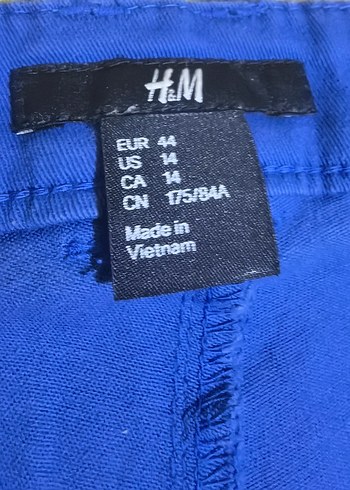 H&M
EUR 44
US 14
CA 14
CN 175/84A
Made in
Vietnam